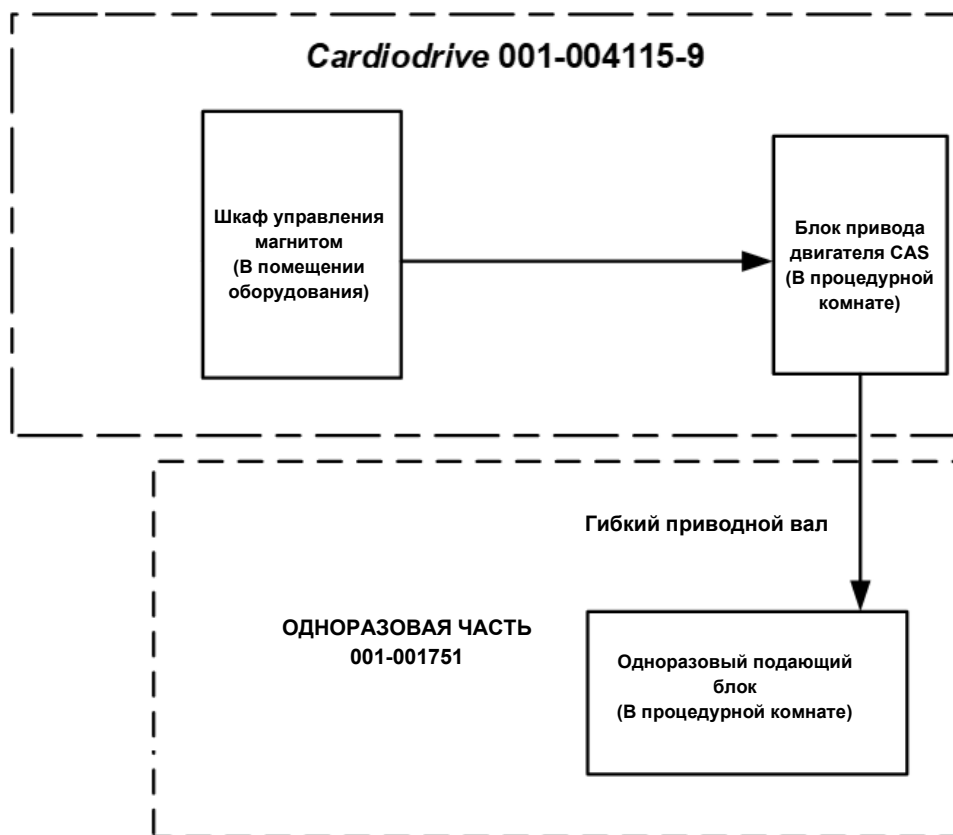 Cardiodrive 001-004115-9
Шкаф управления
магнитом
(В помещении
оборудования)
Блок привода
двигателя CAS
(В процедурной
комнате)
Гибкий приводной вал
ОДНОРАЗОВАЯ ЧАСТЬ
001-001751
Одноразовый подающий
блок
(В процедурной комнате)